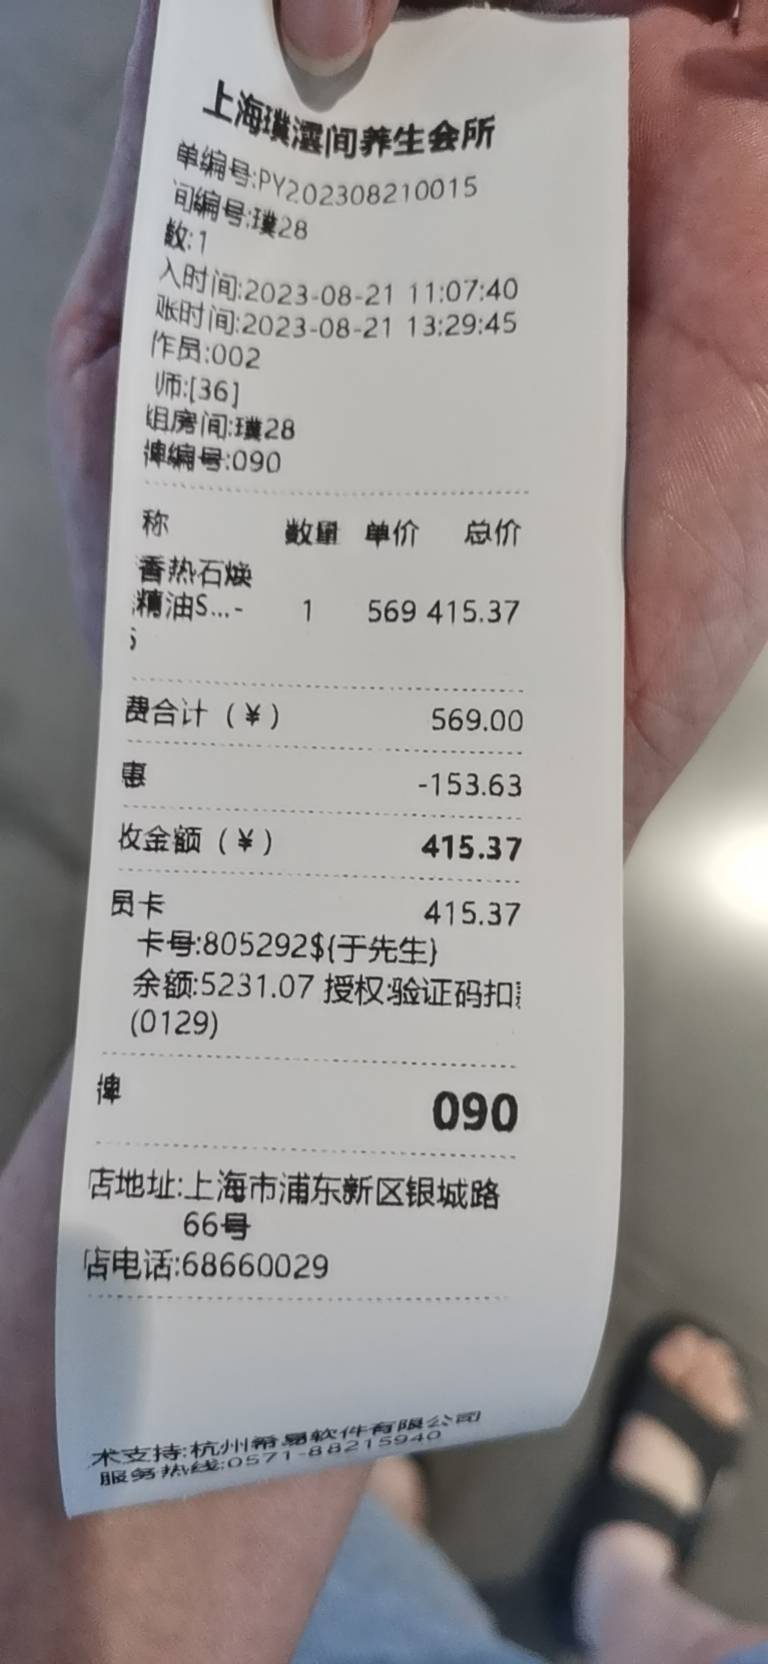 上海璞澐间养生会所
单编号:PY202308210015
间编号:璞28
数:1
入时间:2023-08-21 11:07:40
账时间:2023-08-21 13:29:45
作员:002
师:[36]
组房间:璞28
牌编号:090
称 数量 单价 总价
香热石焕
精油S...- 1 569 415.37
5
费合计（¥） 569.00
惠 -153.63
收金额（¥） 415.37
员卡 415.37
卡号:805292${于先生}
余额:5231.07 授权:验证码扣
(0129)
牌 090
店地址:上海市浦东新区银城路
66号
店电话:68660029
术支持:杭州希易软件有限公司
服务热线:0571-88215940